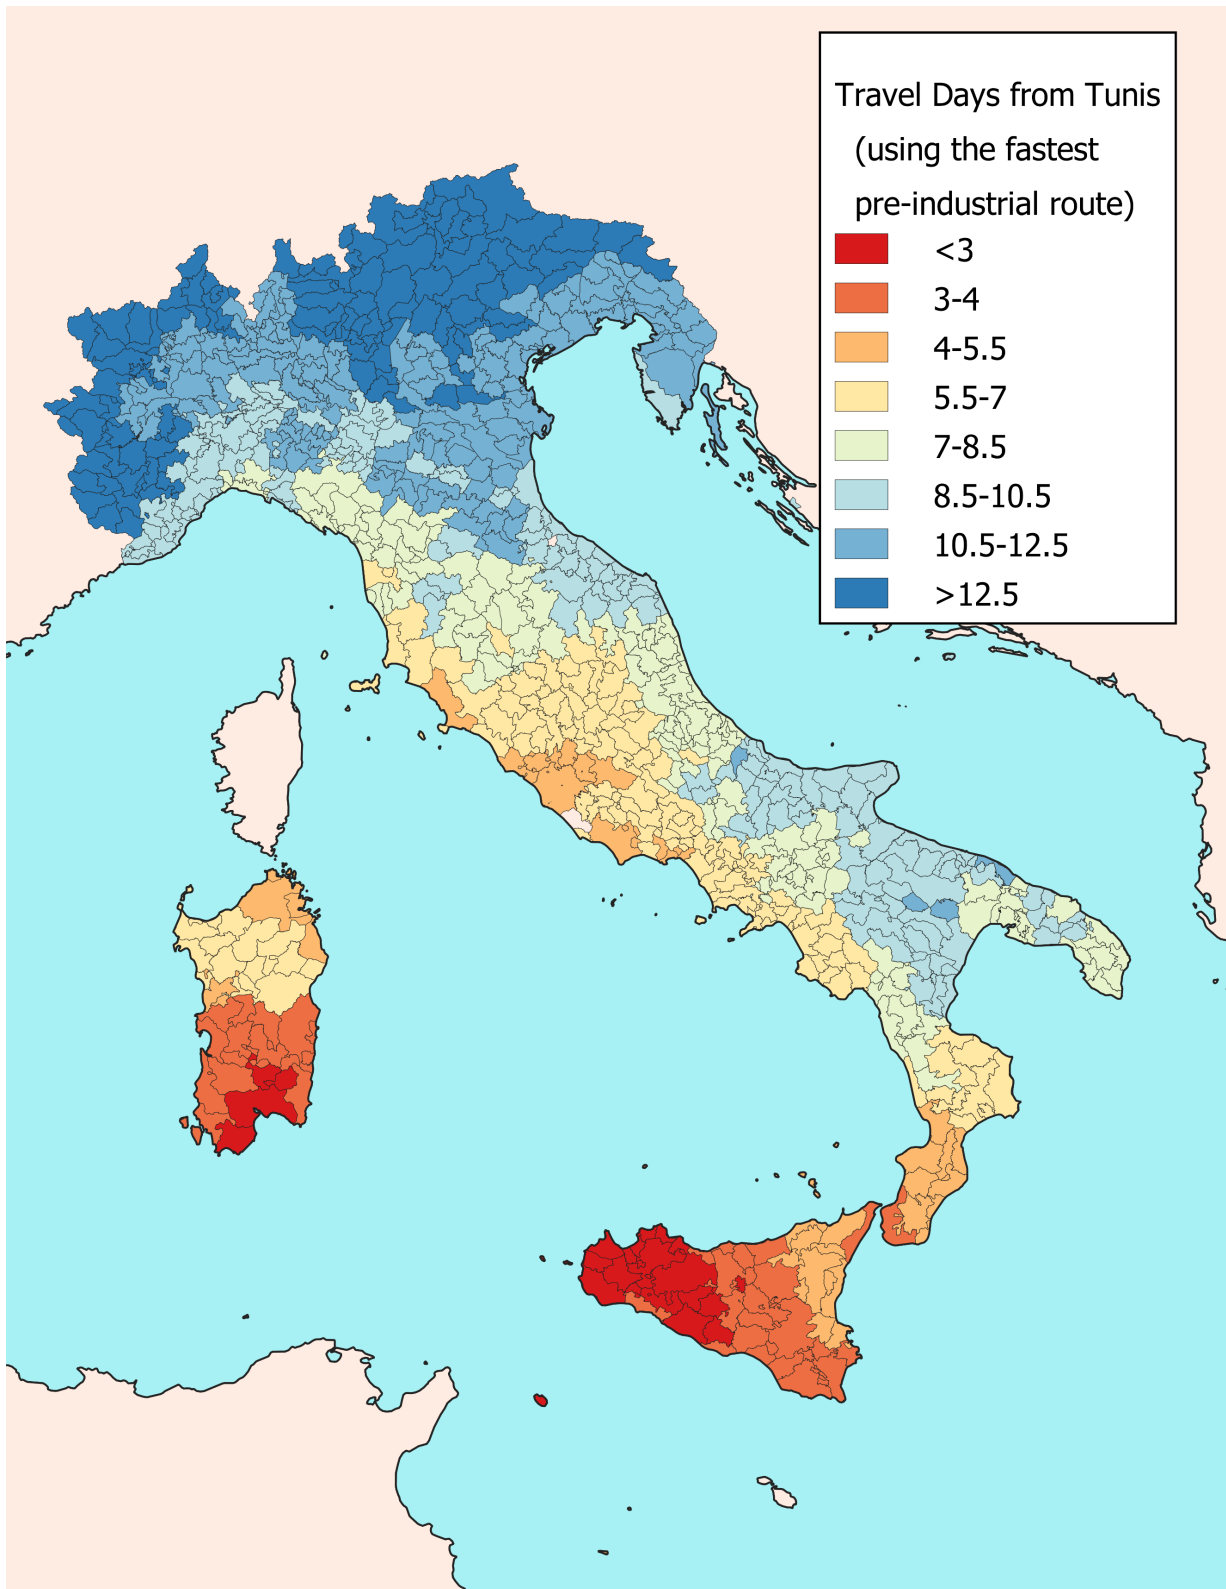 Travel Days from Tunis
(using the fastest
pre-industrial route)
<3
3-4
4-5.5
5.5-7
7-8.5
8.5-10.5
10.5-12.5
>12.5